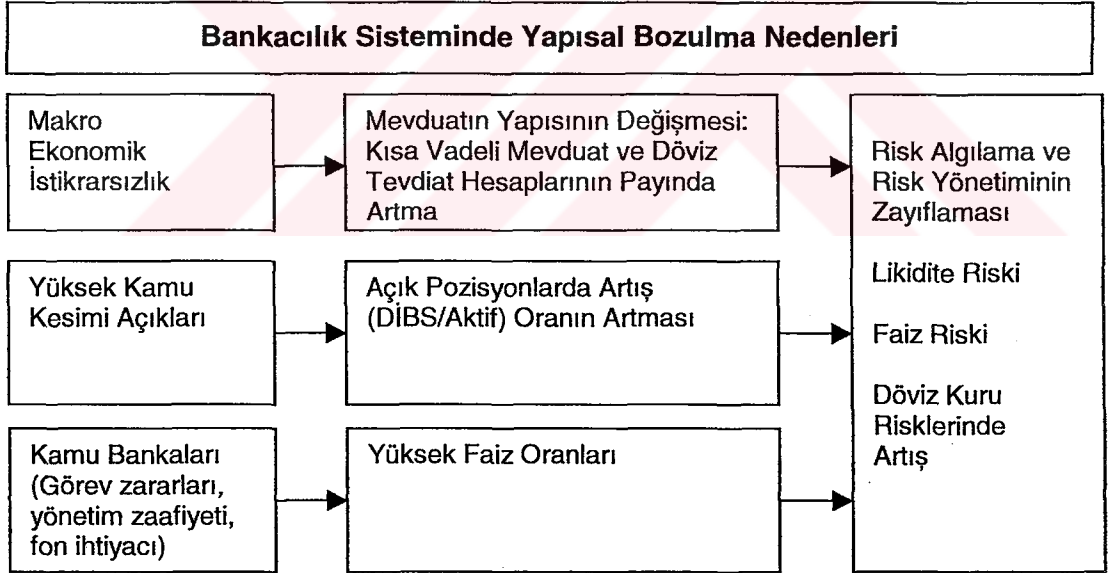 Bankacılık Sisteminde Yapısal Bozulma Nedenleri
Makro
Ekonomik
İstikrarsızlık
Mevduatın Yapısının Değişmesi:
Kısa Vadeli Mevduat ve Döviz
Tevdiat Hesaplarının Payında
Artma
Yüksek Kamu
Kesimi Açıkları
Açık Pozisyonlarda Artış
(DİBS/Aktif) Oranın Artması
Kamu Bankaları
(Görev zararları,
yönetim zaafiyeti,
fon ihtiyacı)
Yüksek Faiz Oranları
Risk Algılama ve
Risk Yönetiminin
Zayıflaması
Likidite Riski
Faiz Riski
Döviz Kuru
Risklerinde
Artış